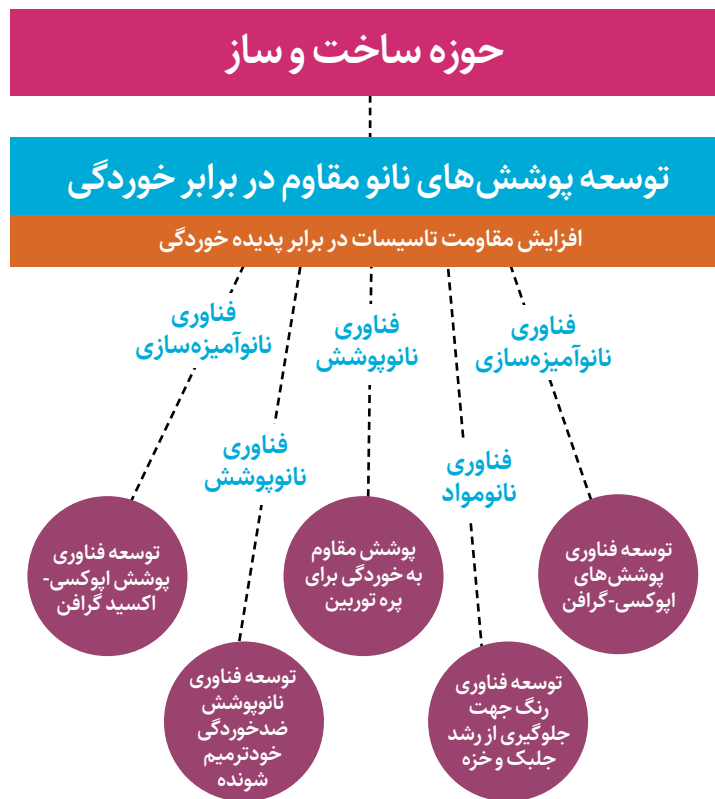 حوزه ساخت و ساز
توسعه پوشش‌های نانو مقاوم در برابر خوردگی
افزایش مقاومت تاسیسات در برابر پدیده خوردگی
فناوری
نانوآمیزه‌سازی
فناوری
نانومواد
فناوری
نانوپوشش
فناوری
نانوپوشش
فناوری
نانوآمیزه‌سازی
توسعه فناوری
پوشش‌های
اپوکسی-گرافن
توسعه فناوری
رنگ جهت
جلوگیری از رشد
جلبک و خزه
پوشش مقاوم
به خوردگی برای
پره توربین
توسعه فناوری
نانوپوشش
ضدخوردگی
خودترمیم
شونده
توسعه فناوری
پوشش اپوکسی-
اکسید گرافن